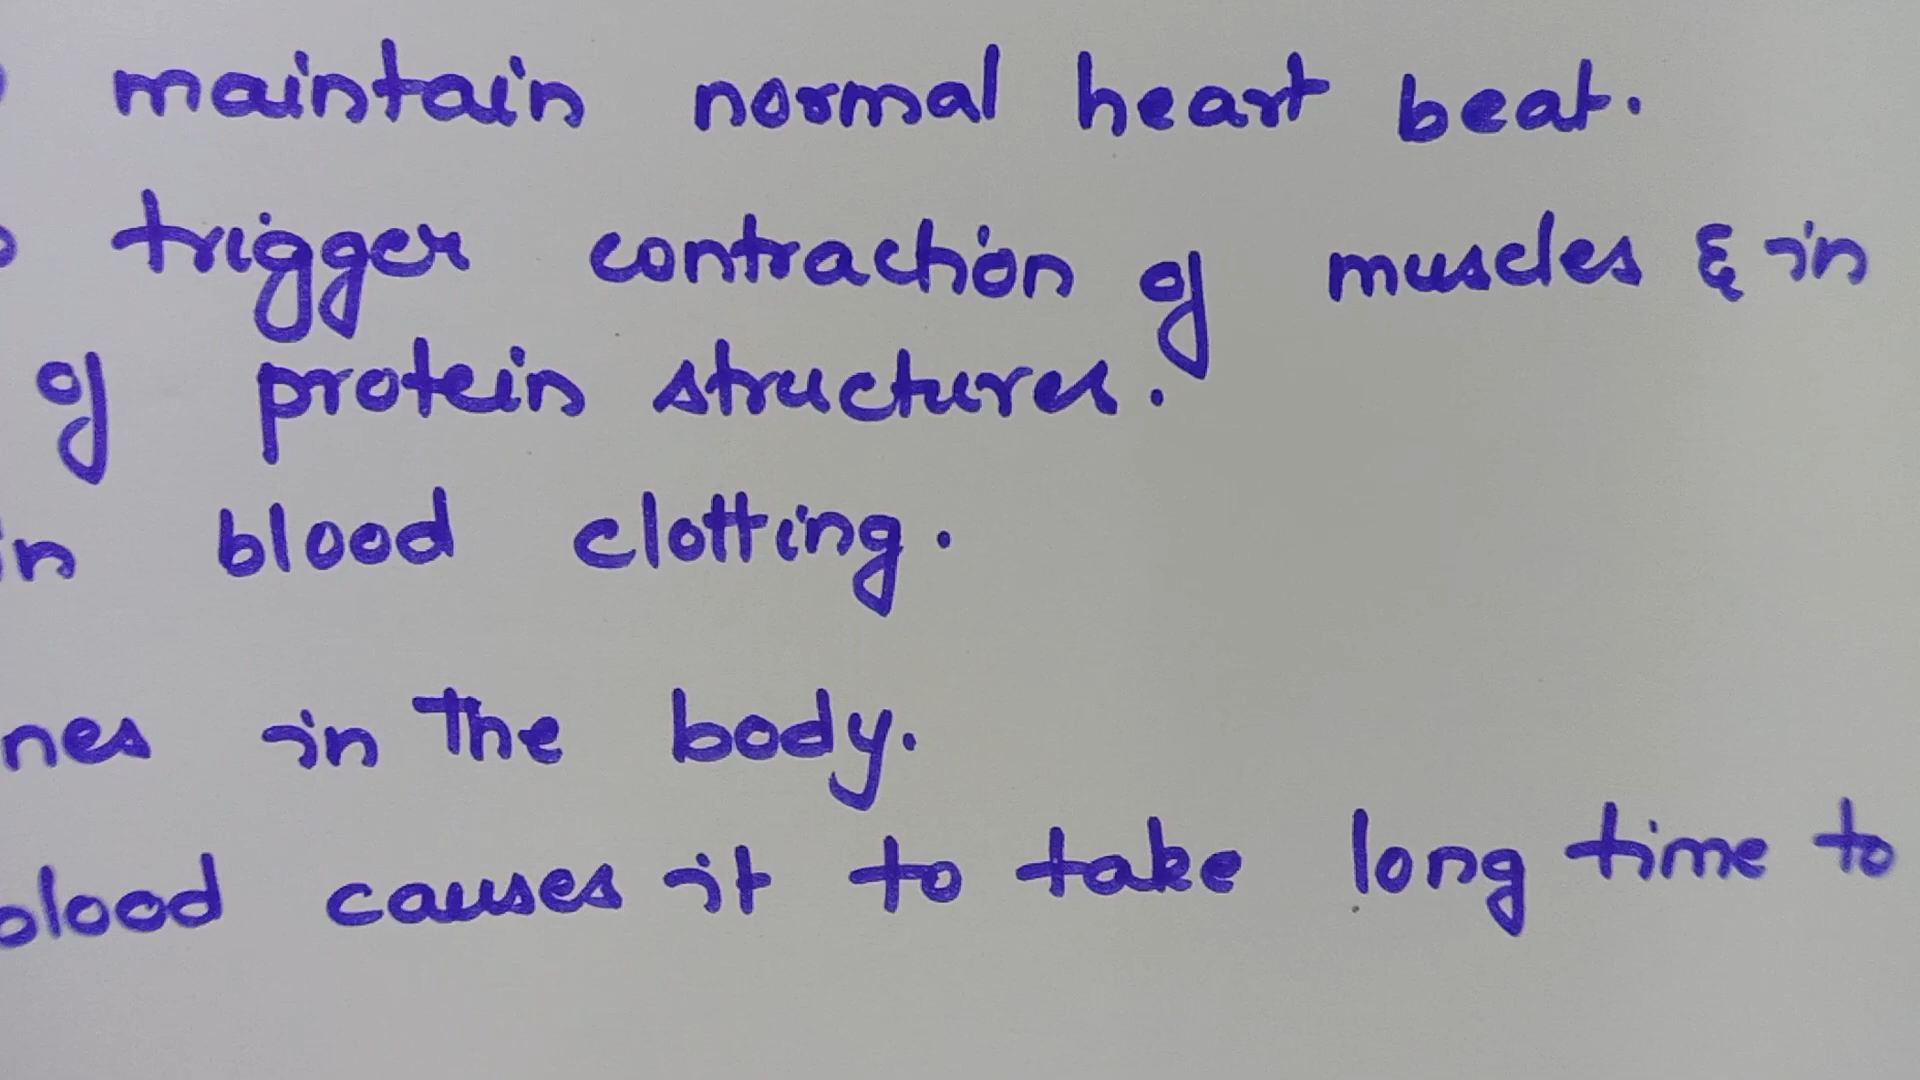 maintain normal heart beat.
trigger contraction of muscles & in
of protein structures.
in blood clotting.
nes in the body.
blood causes it to take long time to